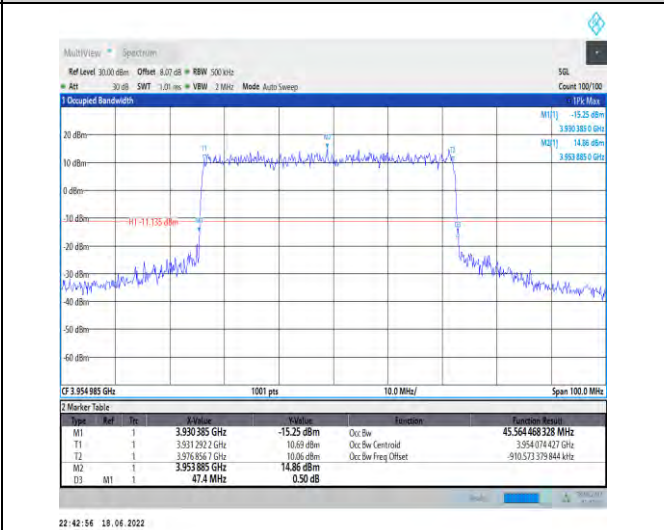 MultiView Spectrum
Ref Level 30.00 dBm Offset 8.07 dB RBW 500 kHz SGL
Att 30 dB SWT 1.01 ms VBW 2 MHz Mode Auto Sweep Count 100/100
1 Occupied Bandwidth 1Pk Max
M1[1] -15.25 dBm
3.930 385 0 GHz
M2[1] 14.86 dBm
3.953 885 0 GHz
20 dBm
10 dBm
0 dBm
-10 dBm
H1 -11.135 dBm
-20 dBm
-30 dBm
-40 dBm
-50 dBm
-60 dBm
T1
M2
T2
CF 3.954 985 GHz 1001 pts 10.0 MHz/ Span 100.0 MHz
2 Marker Table
Type Ref Trc X-Value Y-Value Function Function Result
M1 1 3.930 385 GHz -15.25 dBm Occ Bw 45.564 468 328 MHz
T1 1 3.931 292 2 GHz 10.69 dBm Occ Bw Centroid 3.954 074 427 GHz
T2 1 3.976 856 7 GHz 10.06 dBm Occ Bw Freq Offset -910.573 379 844 kHz
M2 1 3.953 885 GHz 14.86 dBm
D3 M1 1 47.4 MHz 0.50 dB
22:42:56 18.06.2022